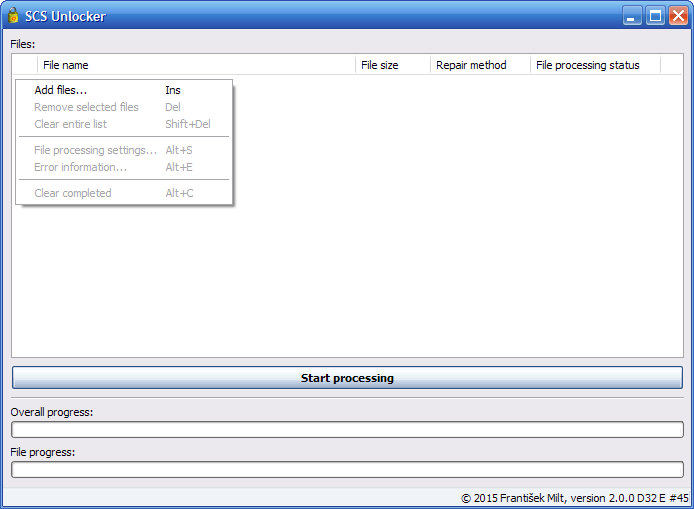 SCS Unlocker
Files:
File name File size Repair method File processing status
Add files... Ins
Remove selected files Del
Clear entire list Shift+Del
File processing settings... Alt+S
Error information... Alt+E
Clear completed Alt+C
Start processing
Overall progress:
File progress:
© 2015 František Milt, version 2.0.0 D32 E #45